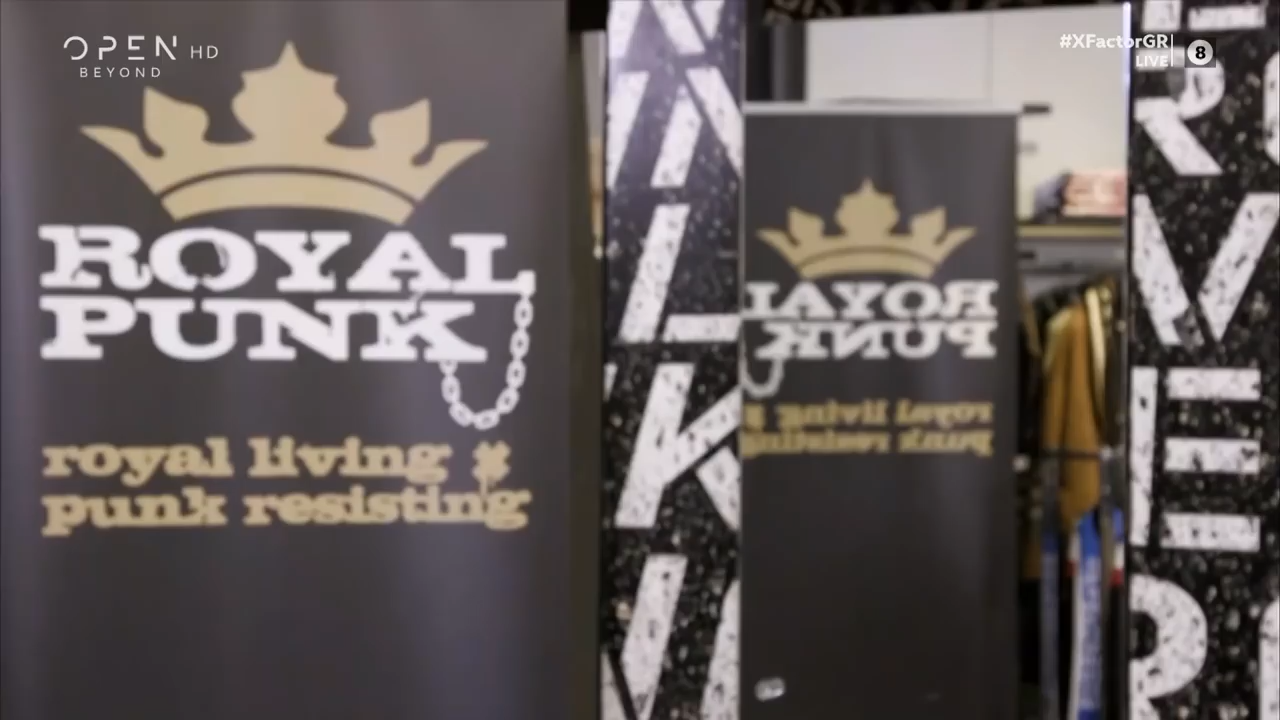 OPEN HD
BEYOND
#XFactorGR
LIVE
8
ROYAL
PUNK
royal living &
punk resisting
ROYAL
PUNK
royal living &
punk resisting